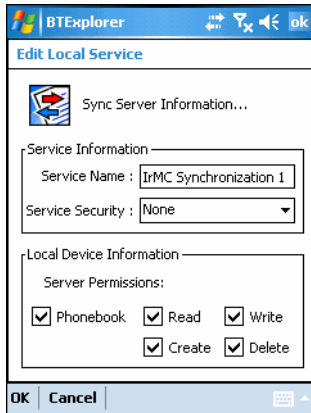 BTExplorer ok
Edit Local Service
Sync Server Information...
Service Information
Service Name : IrMC Synchronization 1
Service Security : None
Local Device Information
Server Permissions:
Phonebook Read Write
Create Delete
OK Cancel